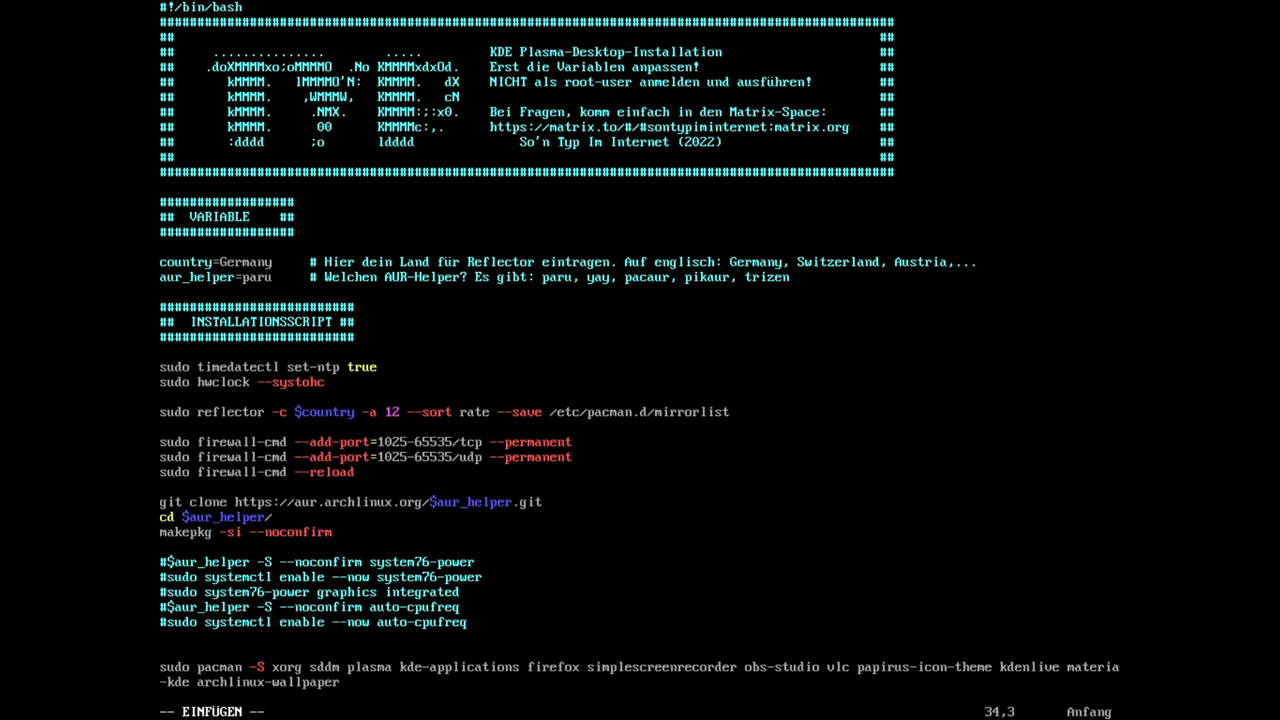 #!/bin/bash
##################################################################################################
##                                                                                              ##
##     ...............        .....         KDE Plasma-Desktop-Installation                     ##
##    .doXMMMMxo;oMMMMO  .No KMMMMxdxOd.    Erst die Variablen anpassen!                        ##
##       kMMMM.   lMMMMO'N:  KMMMM.   dX    NICHT als root-user anmelden und ausführen!         ##
##       kMMMM.    ,WMMMW,   KMMMM.   cN                                                        ##
##       kMMMM.     .NMX.    KMMMM:;:x0.    Bei Fragen, komm einfach in den Matrix-Space:       ##
##       kMMMM.      00      KMMMMc:,.      https://matrix.to/#/#sontypiminternet:matrix.org    ##
##       :dddd      ;o       ldddd              So'n Typ Im Internet (2022)                     ##
##                                                                                              ##
##################################################################################################
##################
##  VARIABLE    ##
##################
country=Germany     # Hier dein Land für Reflector eintragen. Auf englisch: Germany, Switzerland, Austria,...
aur_helper=paru     # Welchen AUR-Helper? Es gibt: paru, yay, pacaur, pikaur, trizen
##########################
##  INSTALLATIONSSCRIPT ##
##########################
sudo timedatectl set-ntp true
sudo hwclock --systohc
sudo reflector -c $country -a 12 --sort rate --save /etc/pacman.d/mirrorlist
sudo firewall-cmd --add-port=1025-65535/tcp --permanent
sudo firewall-cmd --add-port=1025-65535/udp --permanent
sudo firewall-cmd --reload
git clone https://aur.archlinux.org/$aur_helper.git
cd $aur_helper/
makepkg -si --noconfirm
#$aur_helper -S --noconfirm system76-power
#sudo systemctl enable --now system76-power
#sudo system76-power graphics integrated
#$aur_helper -S --noconfirm auto-cpufreq
#sudo systemctl enable --now auto-cpufreq
sudo pacman -S xorg sddm plasma kde-applications firefox simplescreenrecorder obs-studio vlc papirus-icon-theme kdenlive materia
-kde archlinux-wallpaper
-- EINFÜGEN --                                                                                                34,3       Anfang